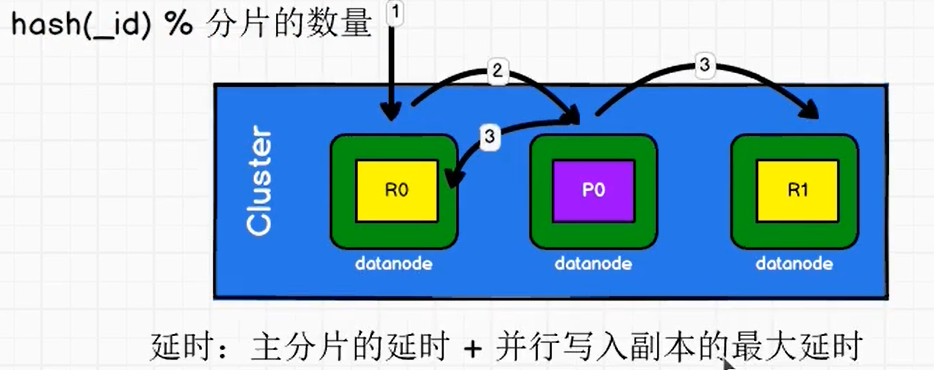 hash(_id) % 分片的数量
1
2
3
3
Cluster
R0
P0
R1
datanode
datanode
datanode
延时：主分片的延时 + 并行写入副本的最大延时